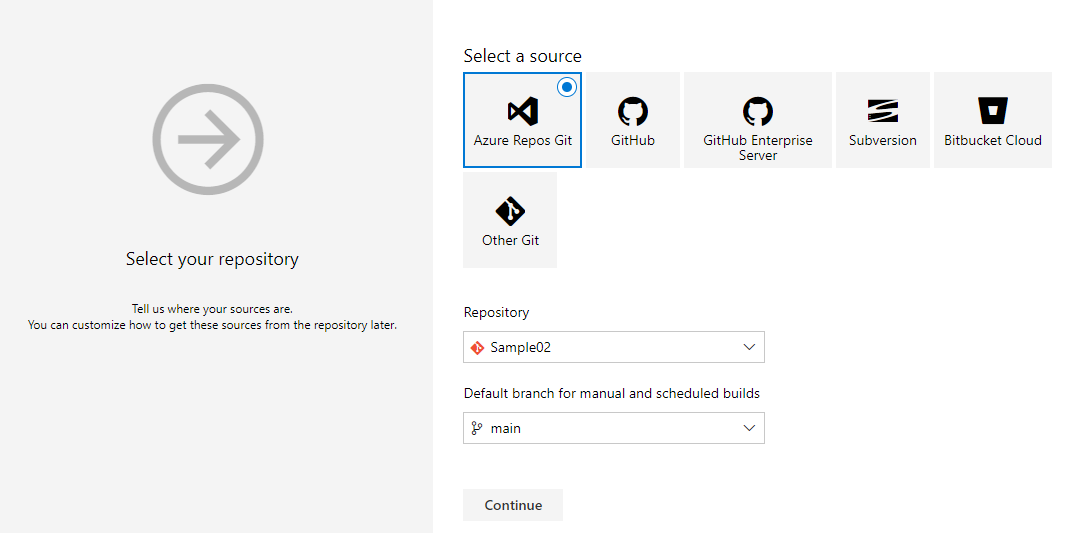 Select a source
Azure Repos Git
GitHub
GitHub Enterprise
Server
Subversion
Bitbucket Cloud
Other Git
Select your repository
Tell us where your sources are.
You can customize how to get these sources from the repository later.
Repository
Sample02
Default branch for manual and scheduled builds
main
Continue